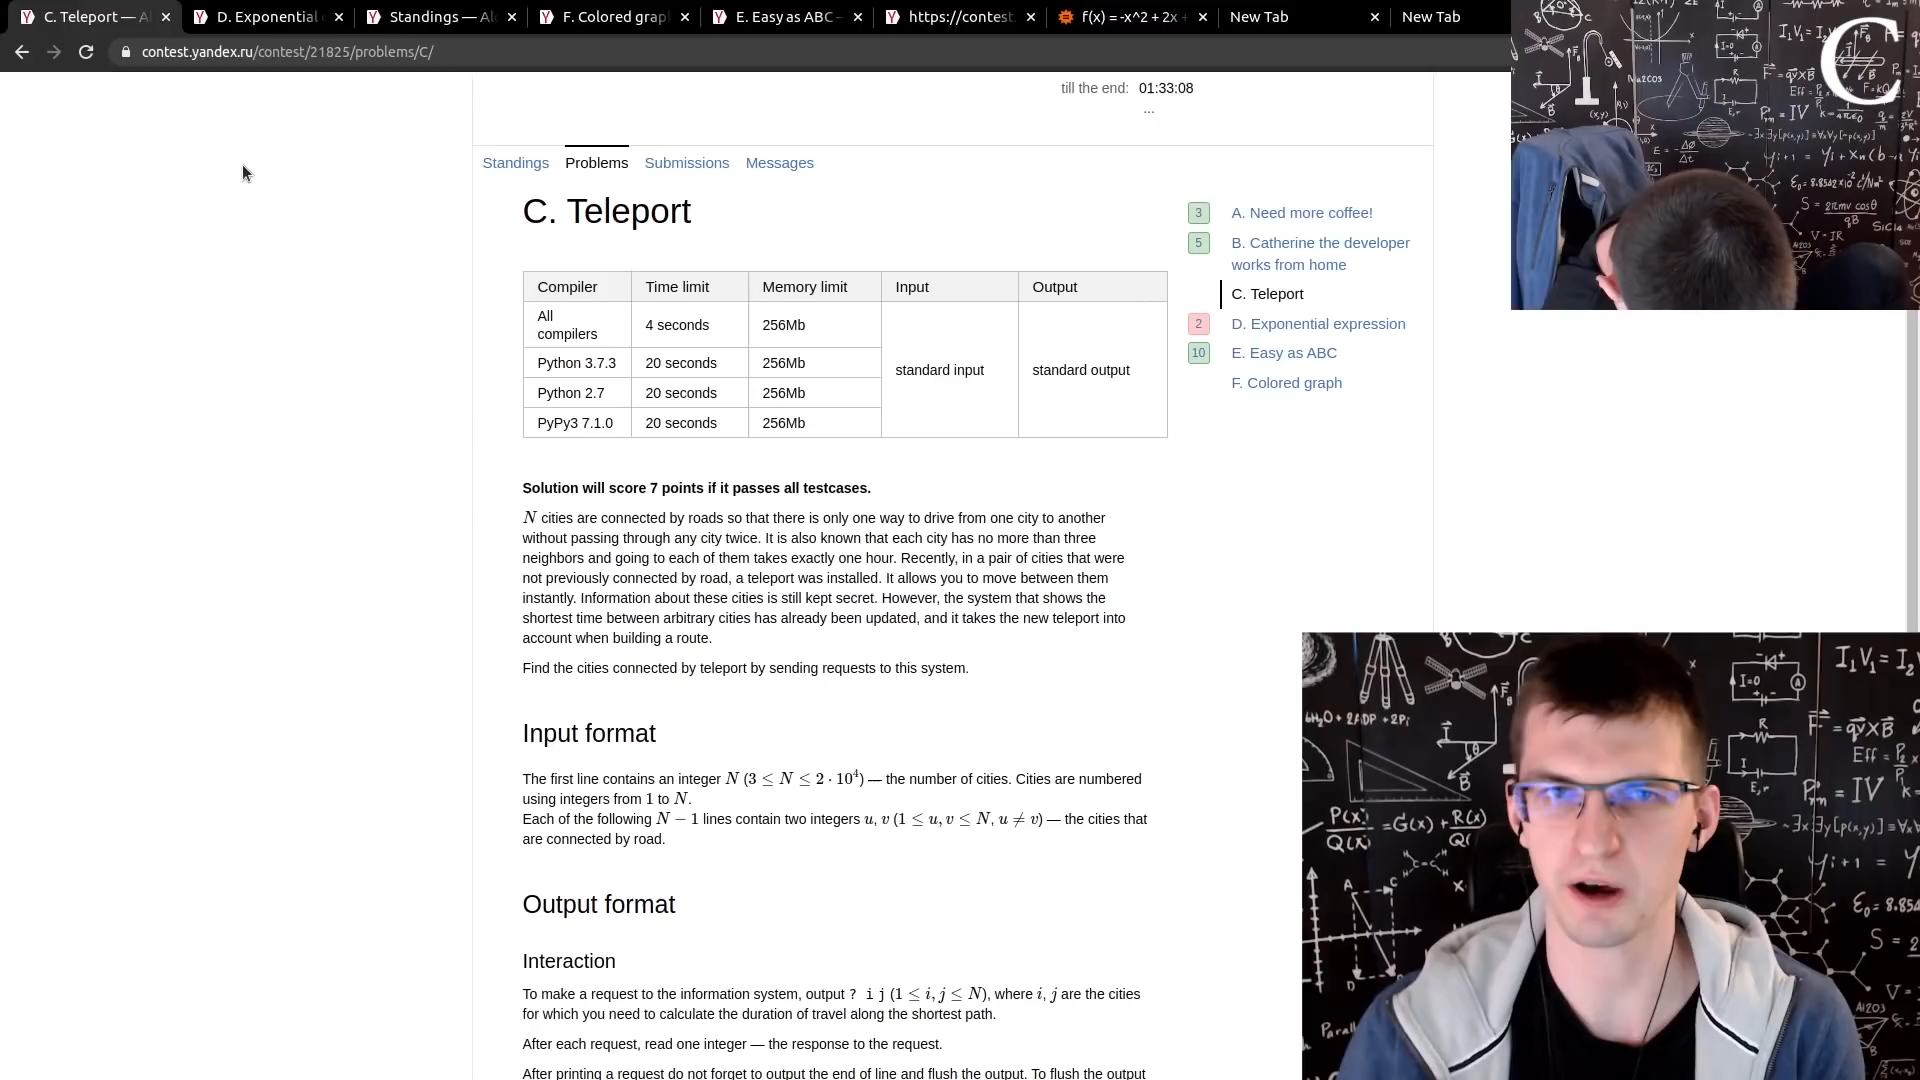 C. Teleport — Al
D. Exponential e
Standings — Al
F. Colored grap
E. Easy as ABC –
https://contest.
f(x) = -x^2 + 2x +
New Tab
New Tab
contest.yandex.ru/contest/21825/problems/C/
till the end: 01:33:08
...
Standings Problems Submissions Messages
C. Teleport
Compiler Time limit Memory limit Input Output
All compilers 4 seconds 256Mb standard input standard output
Python 3.7.3 20 seconds 256Mb
Python 2.7 20 seconds 256Mb
PyPy3 7.1.0 20 seconds 256Mb
3 A. Need more coffee!
5 B. Catherine the developer
works from home
C. Teleport
2 D. Exponential expression
10 E. Easy as ABC
F. Colored graph
Solution will score 7 points if it passes all testcases.
N cities are connected by roads so that there is only one way to drive from one city to another
without passing through any city twice. It is also known that each city has no more than three
neighbors and going to each of them takes exactly one hour. Recently, in a pair of cities that were
not previously connected by road, a teleport was installed. It allows you to move between them
instantly. Information about these cities is still kept secret. However, the system that shows the
shortest time between arbitrary cities has already been updated, and it takes the new teleport into
account when building a route.
Find the cities connected by teleport by sending requests to this system.
Input format
The first line contains an integer N (3 ≤ N ≤ 2 · 10⁴) — the number of cities. Cities are numbered
using integers from 1 to N.
Each of the following N − 1 lines contain two integers u, v (1 ≤ u, v ≤ N, u ≠ v) — the cities that
are connected by road.
Output format
Interaction
To make a request to the information system, output ? i j (1 ≤ i, j ≤ N), where i, j are the cities
for which you need to calculate the duration of travel along the shortest path.
After each request, read one integer — the response to the request.
After printing a request do not forget to output the end of line and flush the output. To flush the output
C